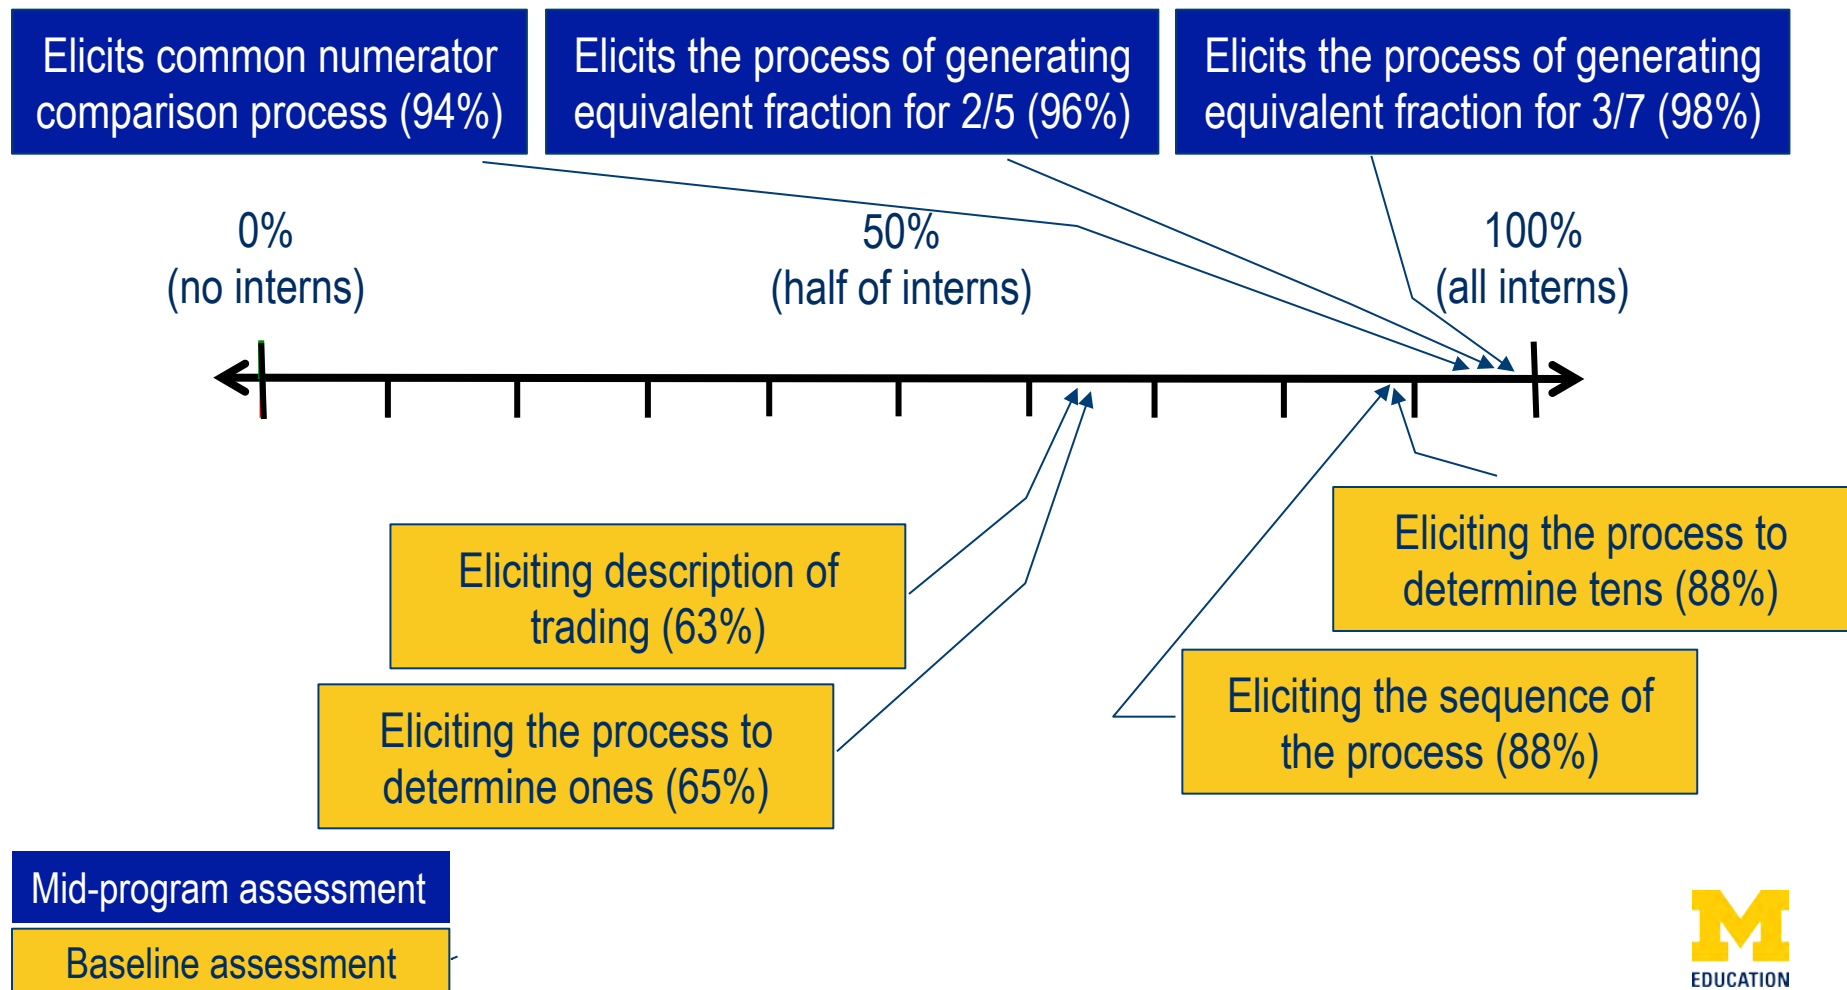 Elicits common numerator
comparison process (94%)
Elicits the process of generating
equivalent fraction for 2/5 (96%)
Elicits the process of generating
equivalent fraction for 3/7 (98%)
0%
(no interns)
50%
(half of interns)
100%
(all interns)
Eliciting description of
trading (63%)
Eliciting the process to
determine ones (65%)
Eliciting the process to
determine tens (88%)
Eliciting the sequence of
the process (88%)
Mid-program assessment
Baseline assessment
M
EDUCATION